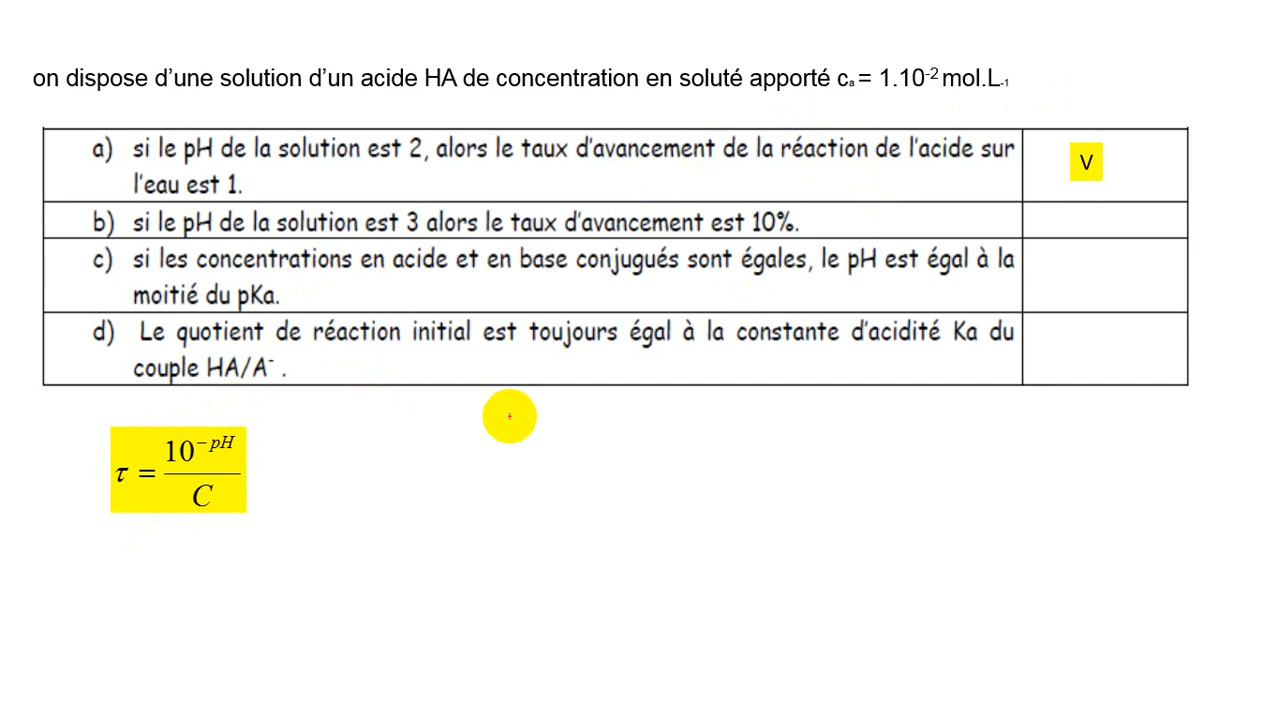 on dispose d’une solution d’un acide HA de concentration en soluté apporté ca = 1.10-2 mol.L-1
a) si le pH de la solution est 2, alors le taux d’avancement de la réaction de l’acide sur
l’eau est 1.
V
b) si le pH de la solution est 3 alors le taux d’avancement est 10%.
c) si les concentrations en acide et en base conjugués sont égales, le pH est égal à la
moitié du pKa.
d) Le quotient de réaction initial est toujours égal à la constante d’acidité Ka du
couple HA/A- .
τ = 10^-pH / C